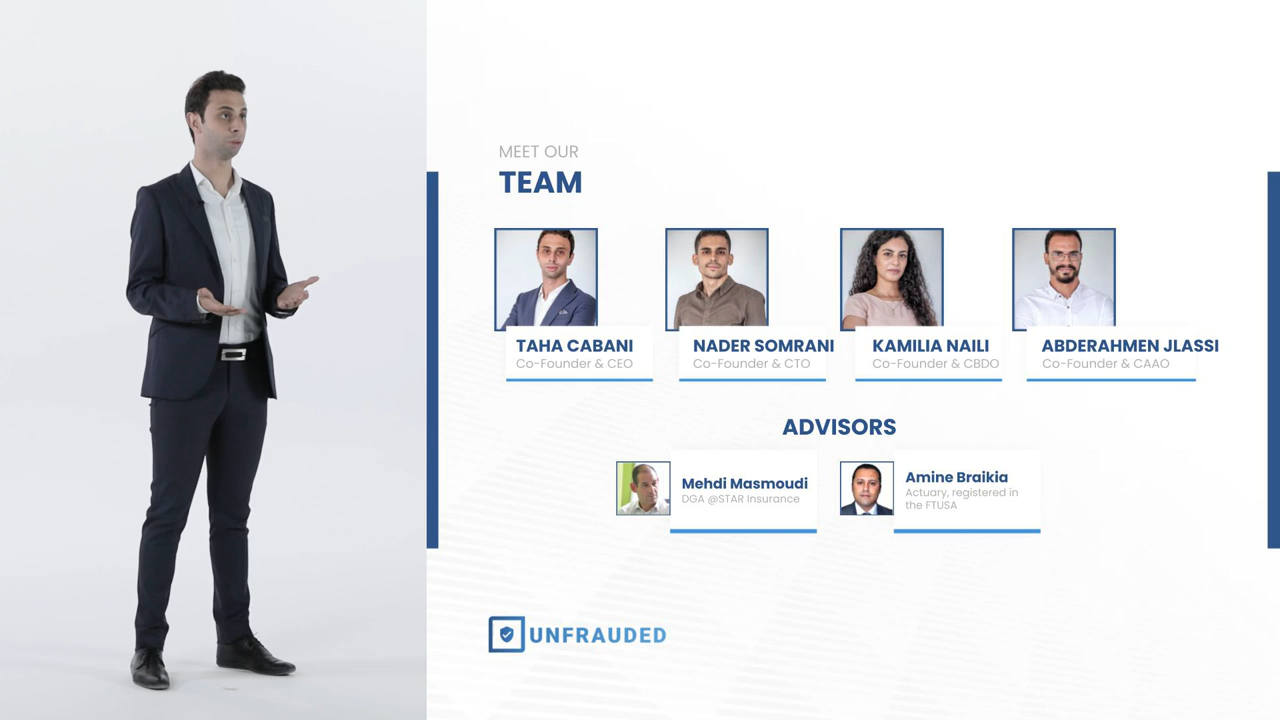 MEET OUR
TEAM
TAHA CABANI
Co-Founder & CEO
NADER SOMRANI
Co-Founder & CTO
KAMILIA NAILI
Co-Founder & CBDO
ABDERAHMEN JLASSI
Co-Founder & CAAO
ADVISORS
Mehdi Masmoudi
DGA @STAR Insurance
Amine Braikia
Actuary, registered in
the FTUSA
UNFRAUDED